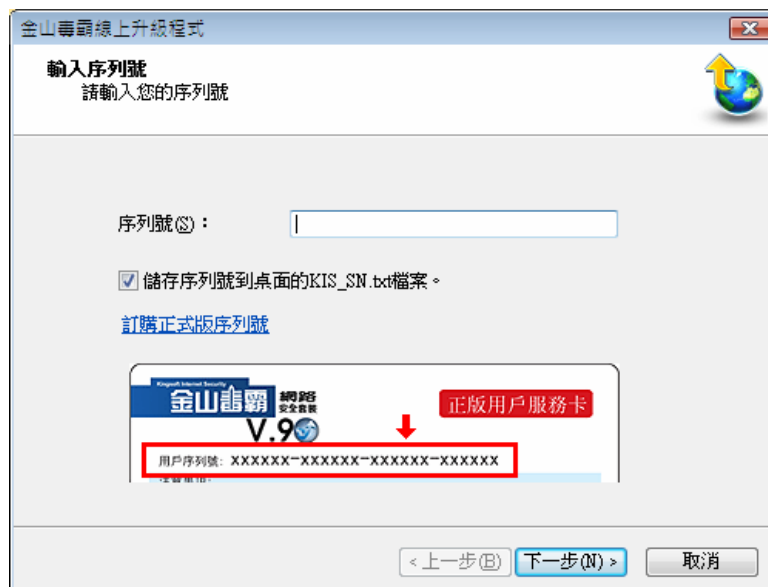 金山毒霸線上升級程式
輸入序列號
請輸入您的序列號
序列號(S)：
儲存序列號到桌面的KIS_SN.txt檔案。
訂購正式版序列號
Kingsoft Internet Security
金山毒霸 網路安全套裝
V.9
正版用戶服務卡
用戶序列號: XXXXXX-XXXXXX-XXXXXX-XXXXXX
<上一步(B) 下一步(N) > 取消